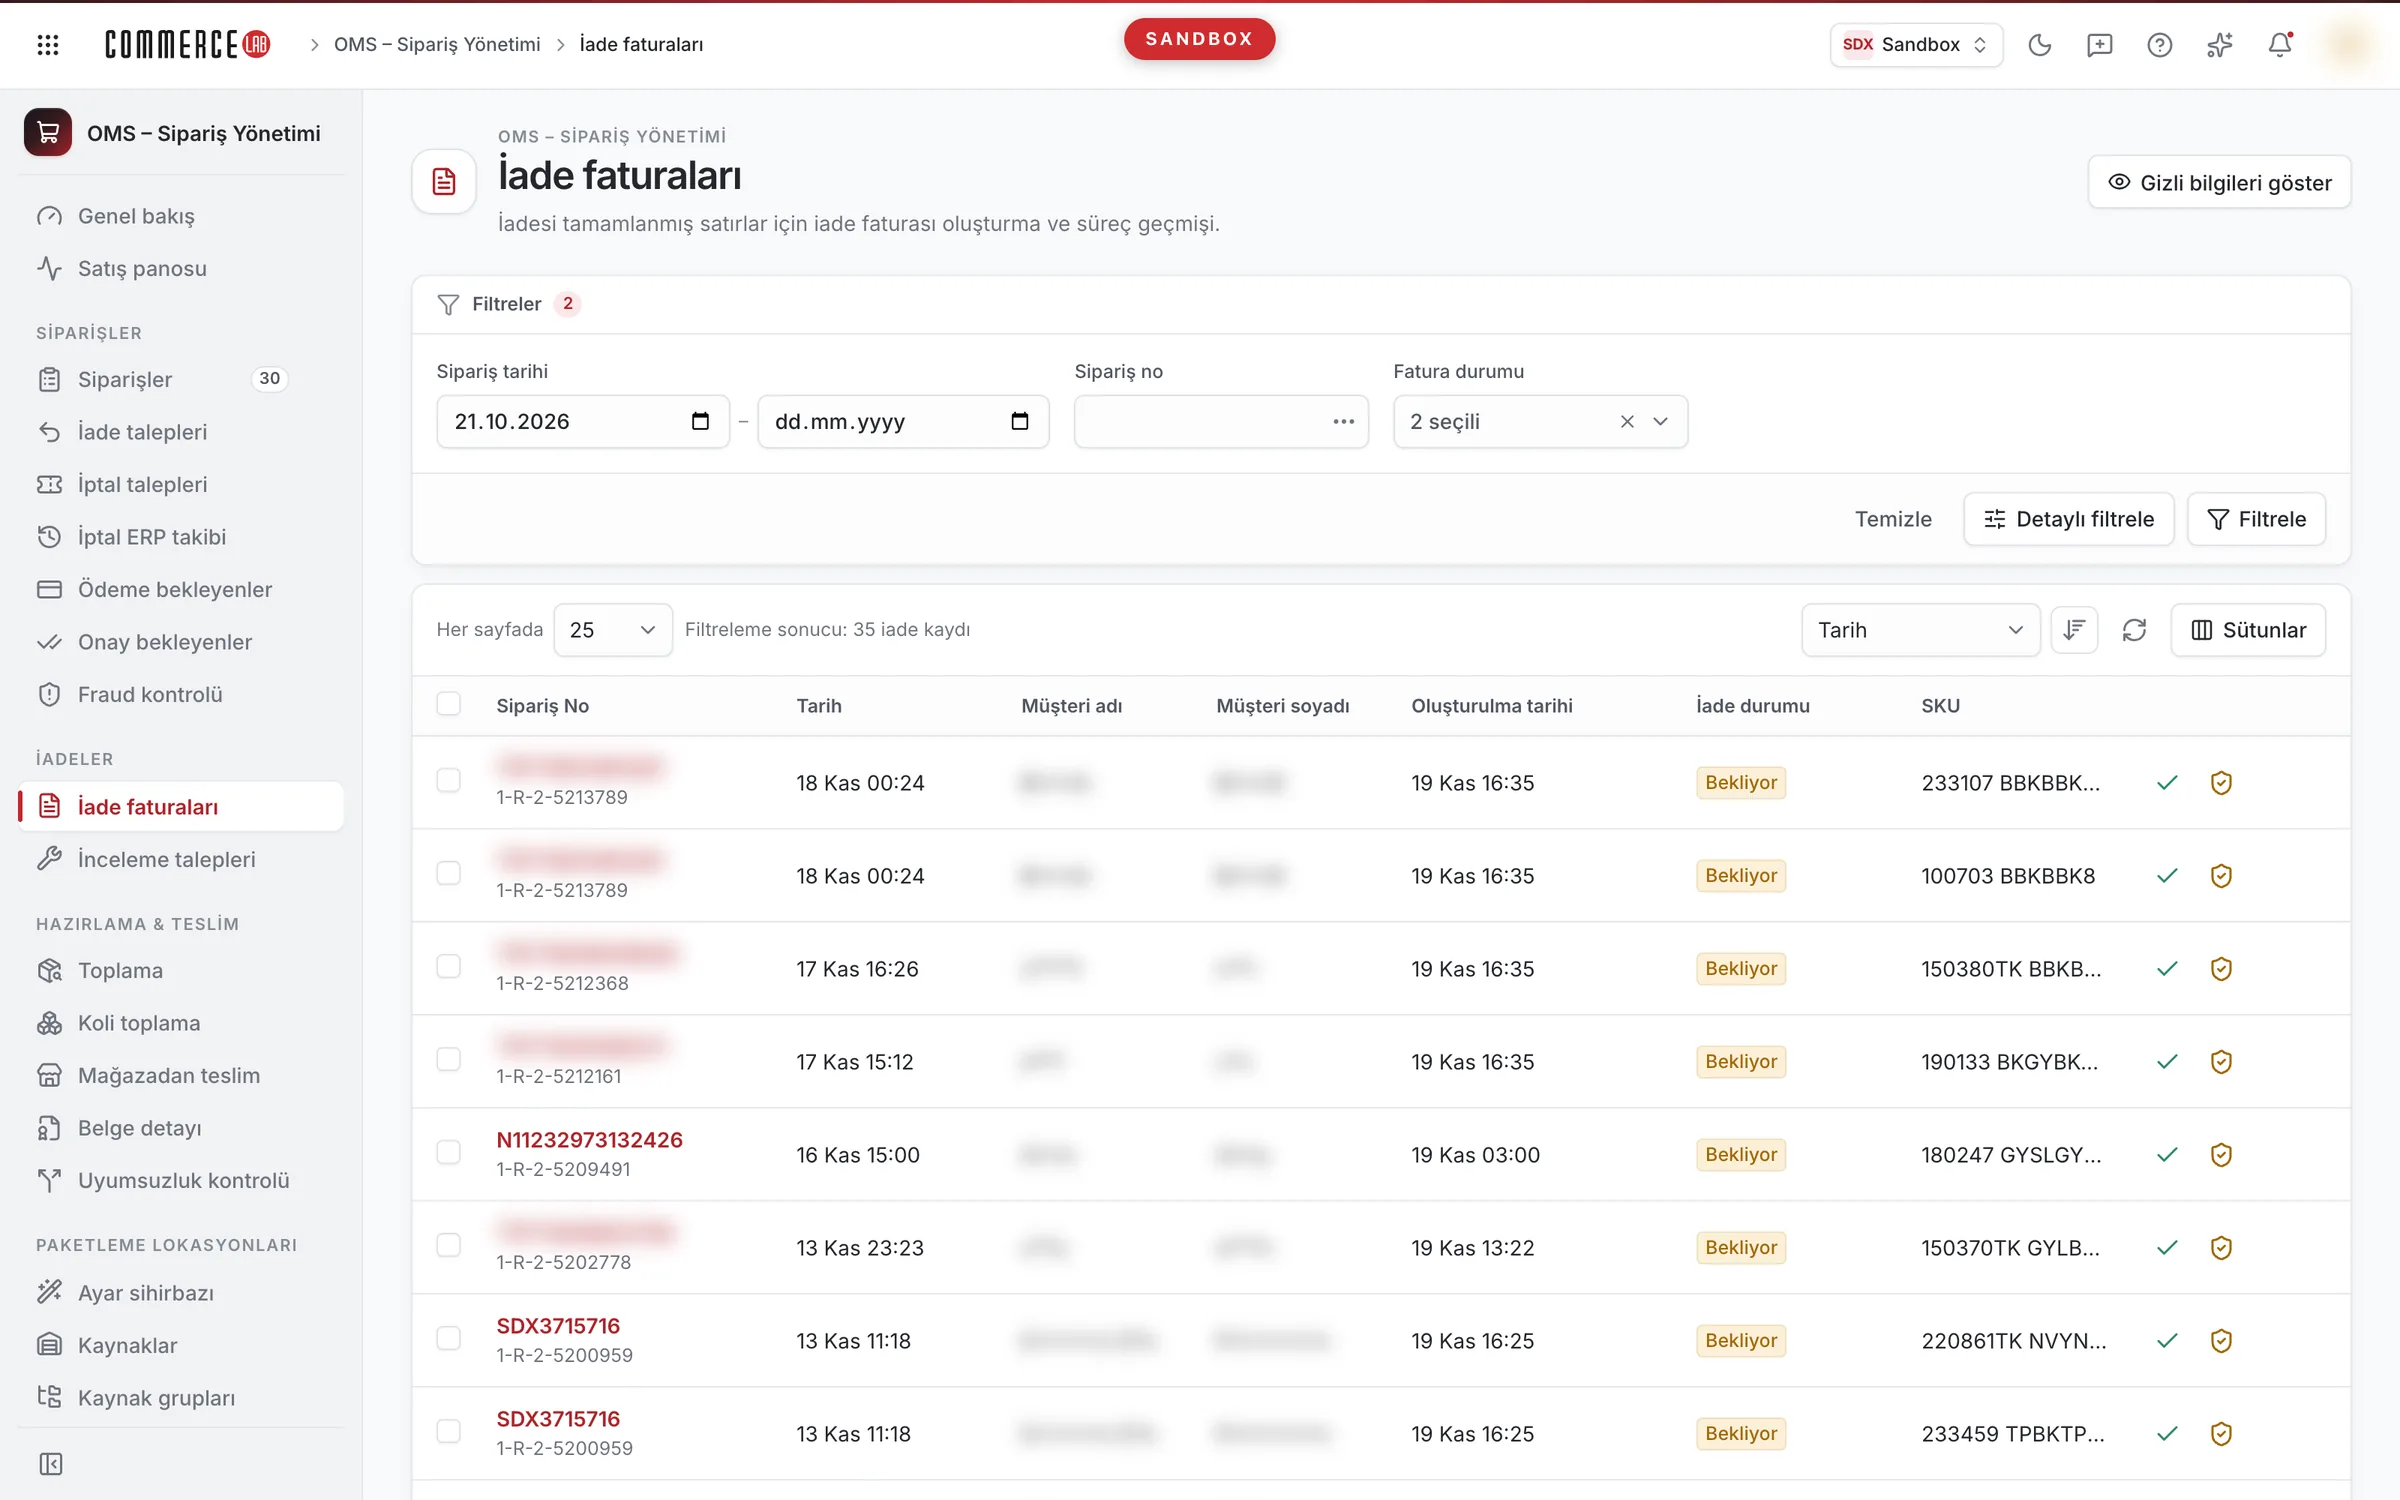 COMMERCE LAB
OMS – Sipariş Yönetimi
İade faturaları
SANDBOX
SDX Sandbox
OMS – Sipariş Yönetimi
Genel bakış
Satış panosu
SİPARİŞLER
Siparişler 30
İade talepleri
İptal talepleri
İptal ERP takibi
Ödeme bekleyenler
Onay bekleyenler
Fraud kontrolü
İADELER
İade faturaları
İnceleme talepleri
HAZIRLAMA & TESLİM
Toplama
Koli toplama
Mağazadan teslim
Belge detayı
Uyumsuzluk kontrolü
PAKETLEME LOKASYONLARI
Ayar sihirbazı
Kaynaklar
Kaynak grupları
OMS – SİPARİŞ YÖNETİMİ
İade faturaları
İadesi tamamlanmış satırlar için iade faturası oluşturma ve süreç geçmişi.
Gizli bilgileri göster
Filtreler 2
Sipariş tarihi Sipariş no Fatura durumu
21.10.2026 – dd.mm.yyyy 2 seçili
Temizle Detaylı filtrele Filtrele
Her sayfada 25 Filtreleme sonucu: 35 iade kaydı Tarih Sütunlar
Sipariş No Tarih Müşteri adı Müşteri soyadı Oluşturulma tarihi İade durumu SKU
1-R-2-5213789 18 Kas 00:24 19 Kas 16:35 Bekliyor 233107 BBKBBK...
1-R-2-5213789 18 Kas 00:24 19 Kas 16:35 Bekliyor 100703 BBKBBK8
1-R-2-5212368 17 Kas 16:26 19 Kas 16:35 Bekliyor 150380TK BBKB...
1-R-2-5212161 17 Kas 15:12 19 Kas 16:35 Bekliyor 190133 BKGYBK...
N11232973132426
1-R-2-5209491 16 Kas 15:00 19 Kas 03:00 Bekliyor 180247 GYSLGY...
1-R-2-5202778 13 Kas 23:23 19 Kas 13:22 Bekliyor 150370TK GYLB...
SDX3715716
1-R-2-5200959 13 Kas 11:18 19 Kas 16:25 Bekliyor 220861TK NVYN...
SDX3715716
1-R-2-5200959 13 Kas 11:18 19 Kas 16:25 Bekliyor 233459 TPBKTP...